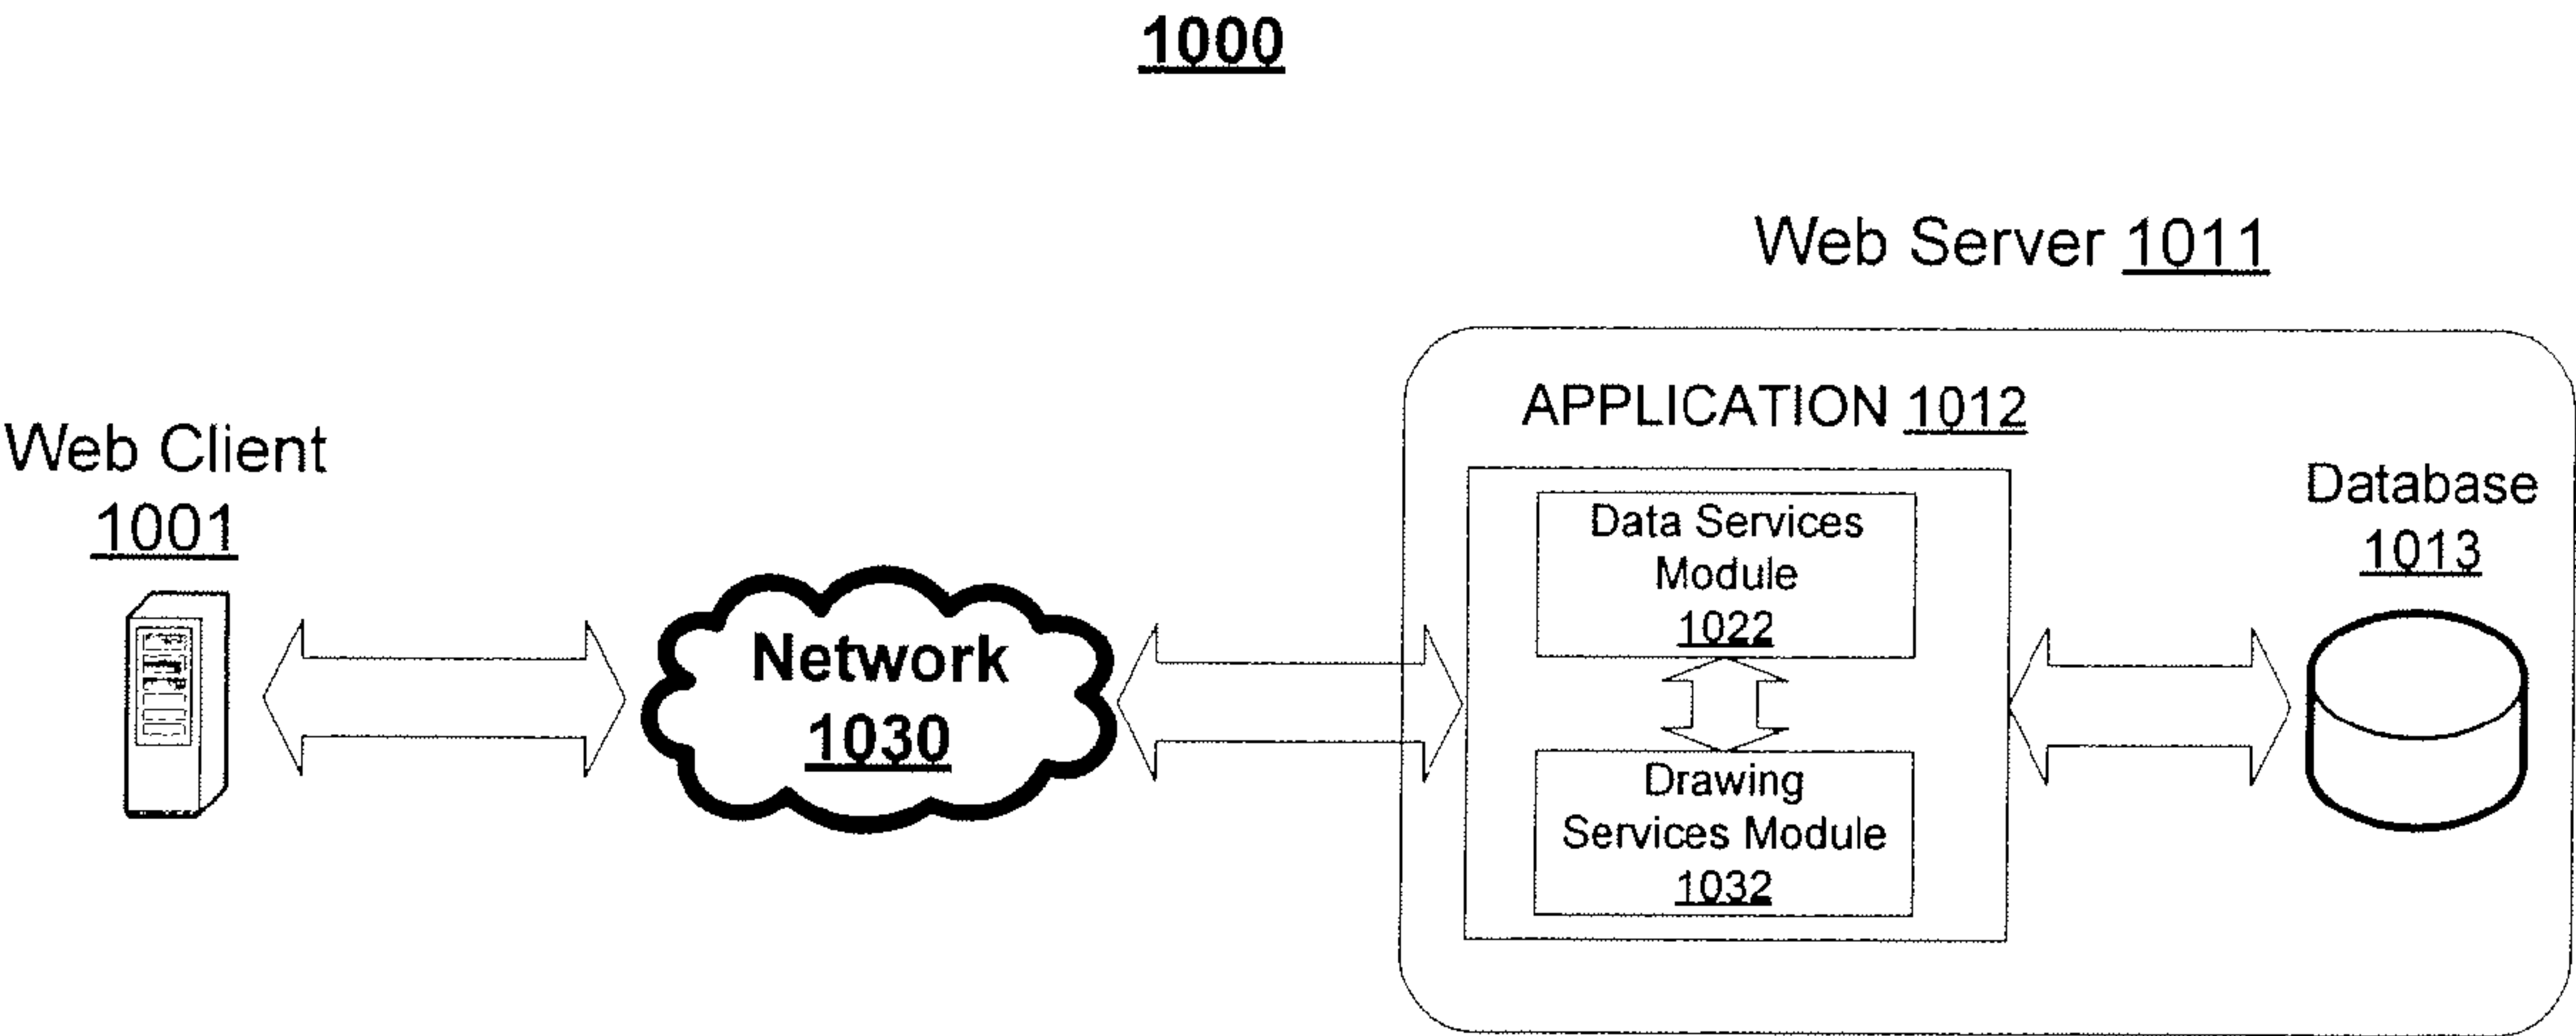 1000
Web Server 1011
APPLICATION 1012
Web Client
1001
Database
1013
Data Services
Module
1022
Network
1030
Drawing
Services Module
1032